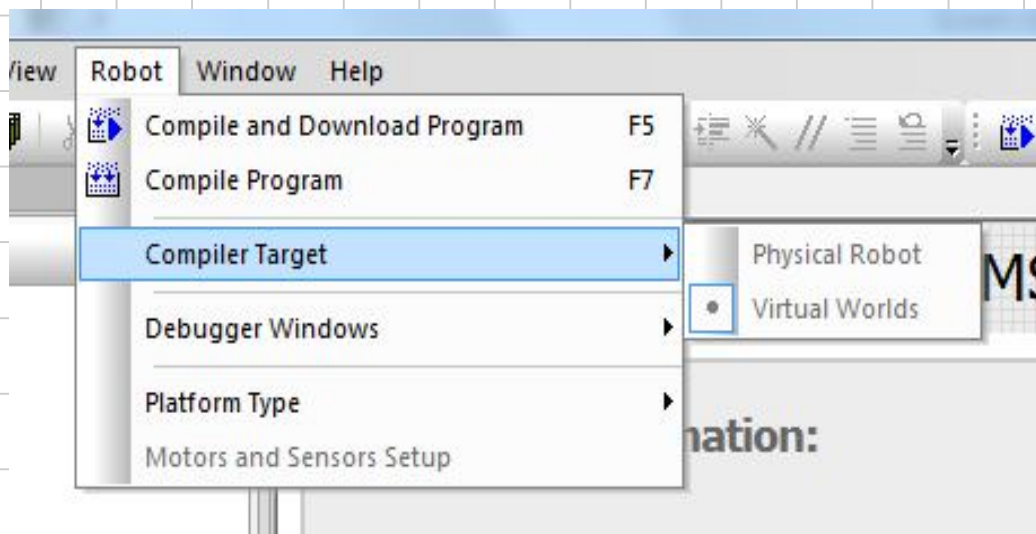 View Robot Window Help
Compile and Download Program F5
Compile Program F7
Compiler Target Physical Robot
Virtual Worlds
Debugger Windows
Platform Type
Motors and Sensors Setup